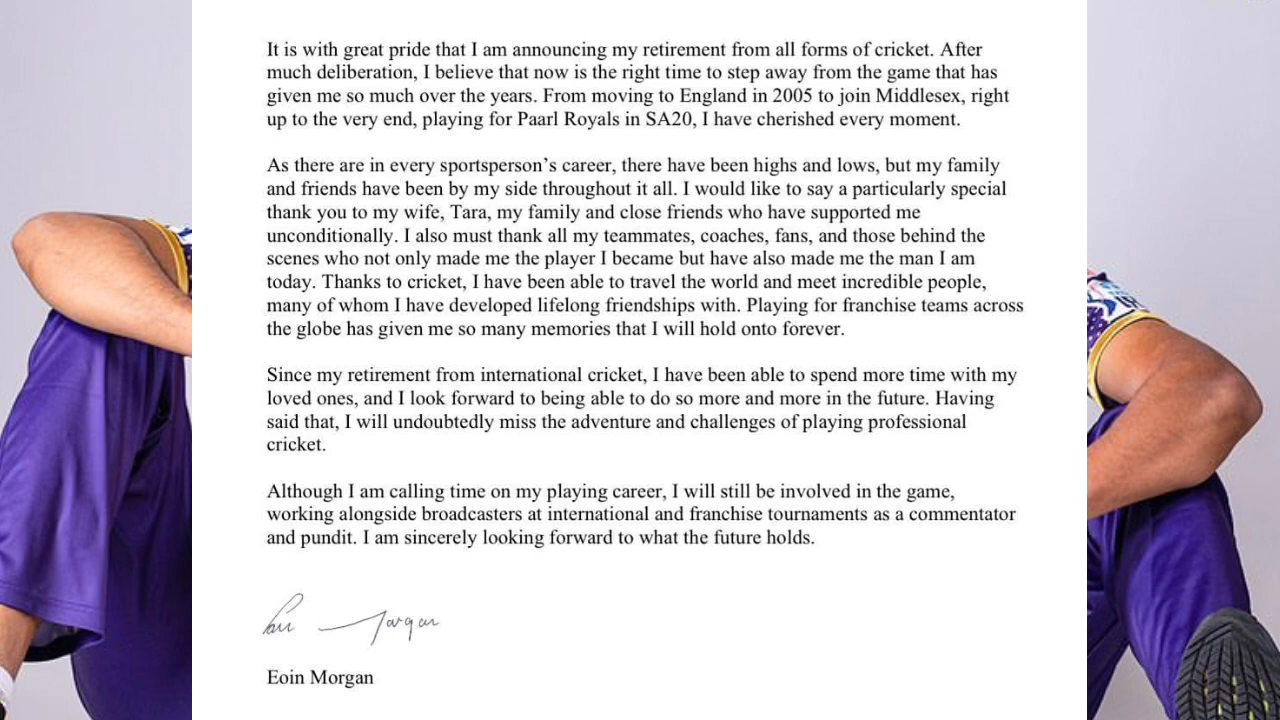 It is with great pride that I am announcing my retirement from all forms of cricket. After
much deliberation, I believe that now is the right time to step away from the game that has
given me so much over the years. From moving to England in 2005 to join Middlesex, right
up to the very end, playing for Paarl Royals in SA20, I have cherished every moment.
As there are in every sportsperson’s career, there have been highs and lows, but my family
and friends have been by my side throughout it all. I would like to say a particularly special
thank you to my wife, Tara, my family and close friends who have supported me
unconditionally. I also must thank all my teammates, coaches, fans, and those behind the
scenes who not only made me the player I became but have also made me the man I am
today. Thanks to cricket, I have been able to travel the world and meet incredible people,
many of whom I have developed lifelong friendships with. Playing for franchise teams across
the globe has given me so many memories that I will hold onto forever.
Since my retirement from international cricket, I have been able to spend more time with my
loved ones, and I look forward to being able to do so more and more in the future. Having
said that, I will undoubtedly miss the adventure and challenges of playing professional
cricket.
Although I am calling time on my playing career, I will still be involved in the game,
working alongside broadcasters at international and franchise tournaments as a commentator
and pundit. I am sincerely looking forward to what the future holds.
Eoin Morgan